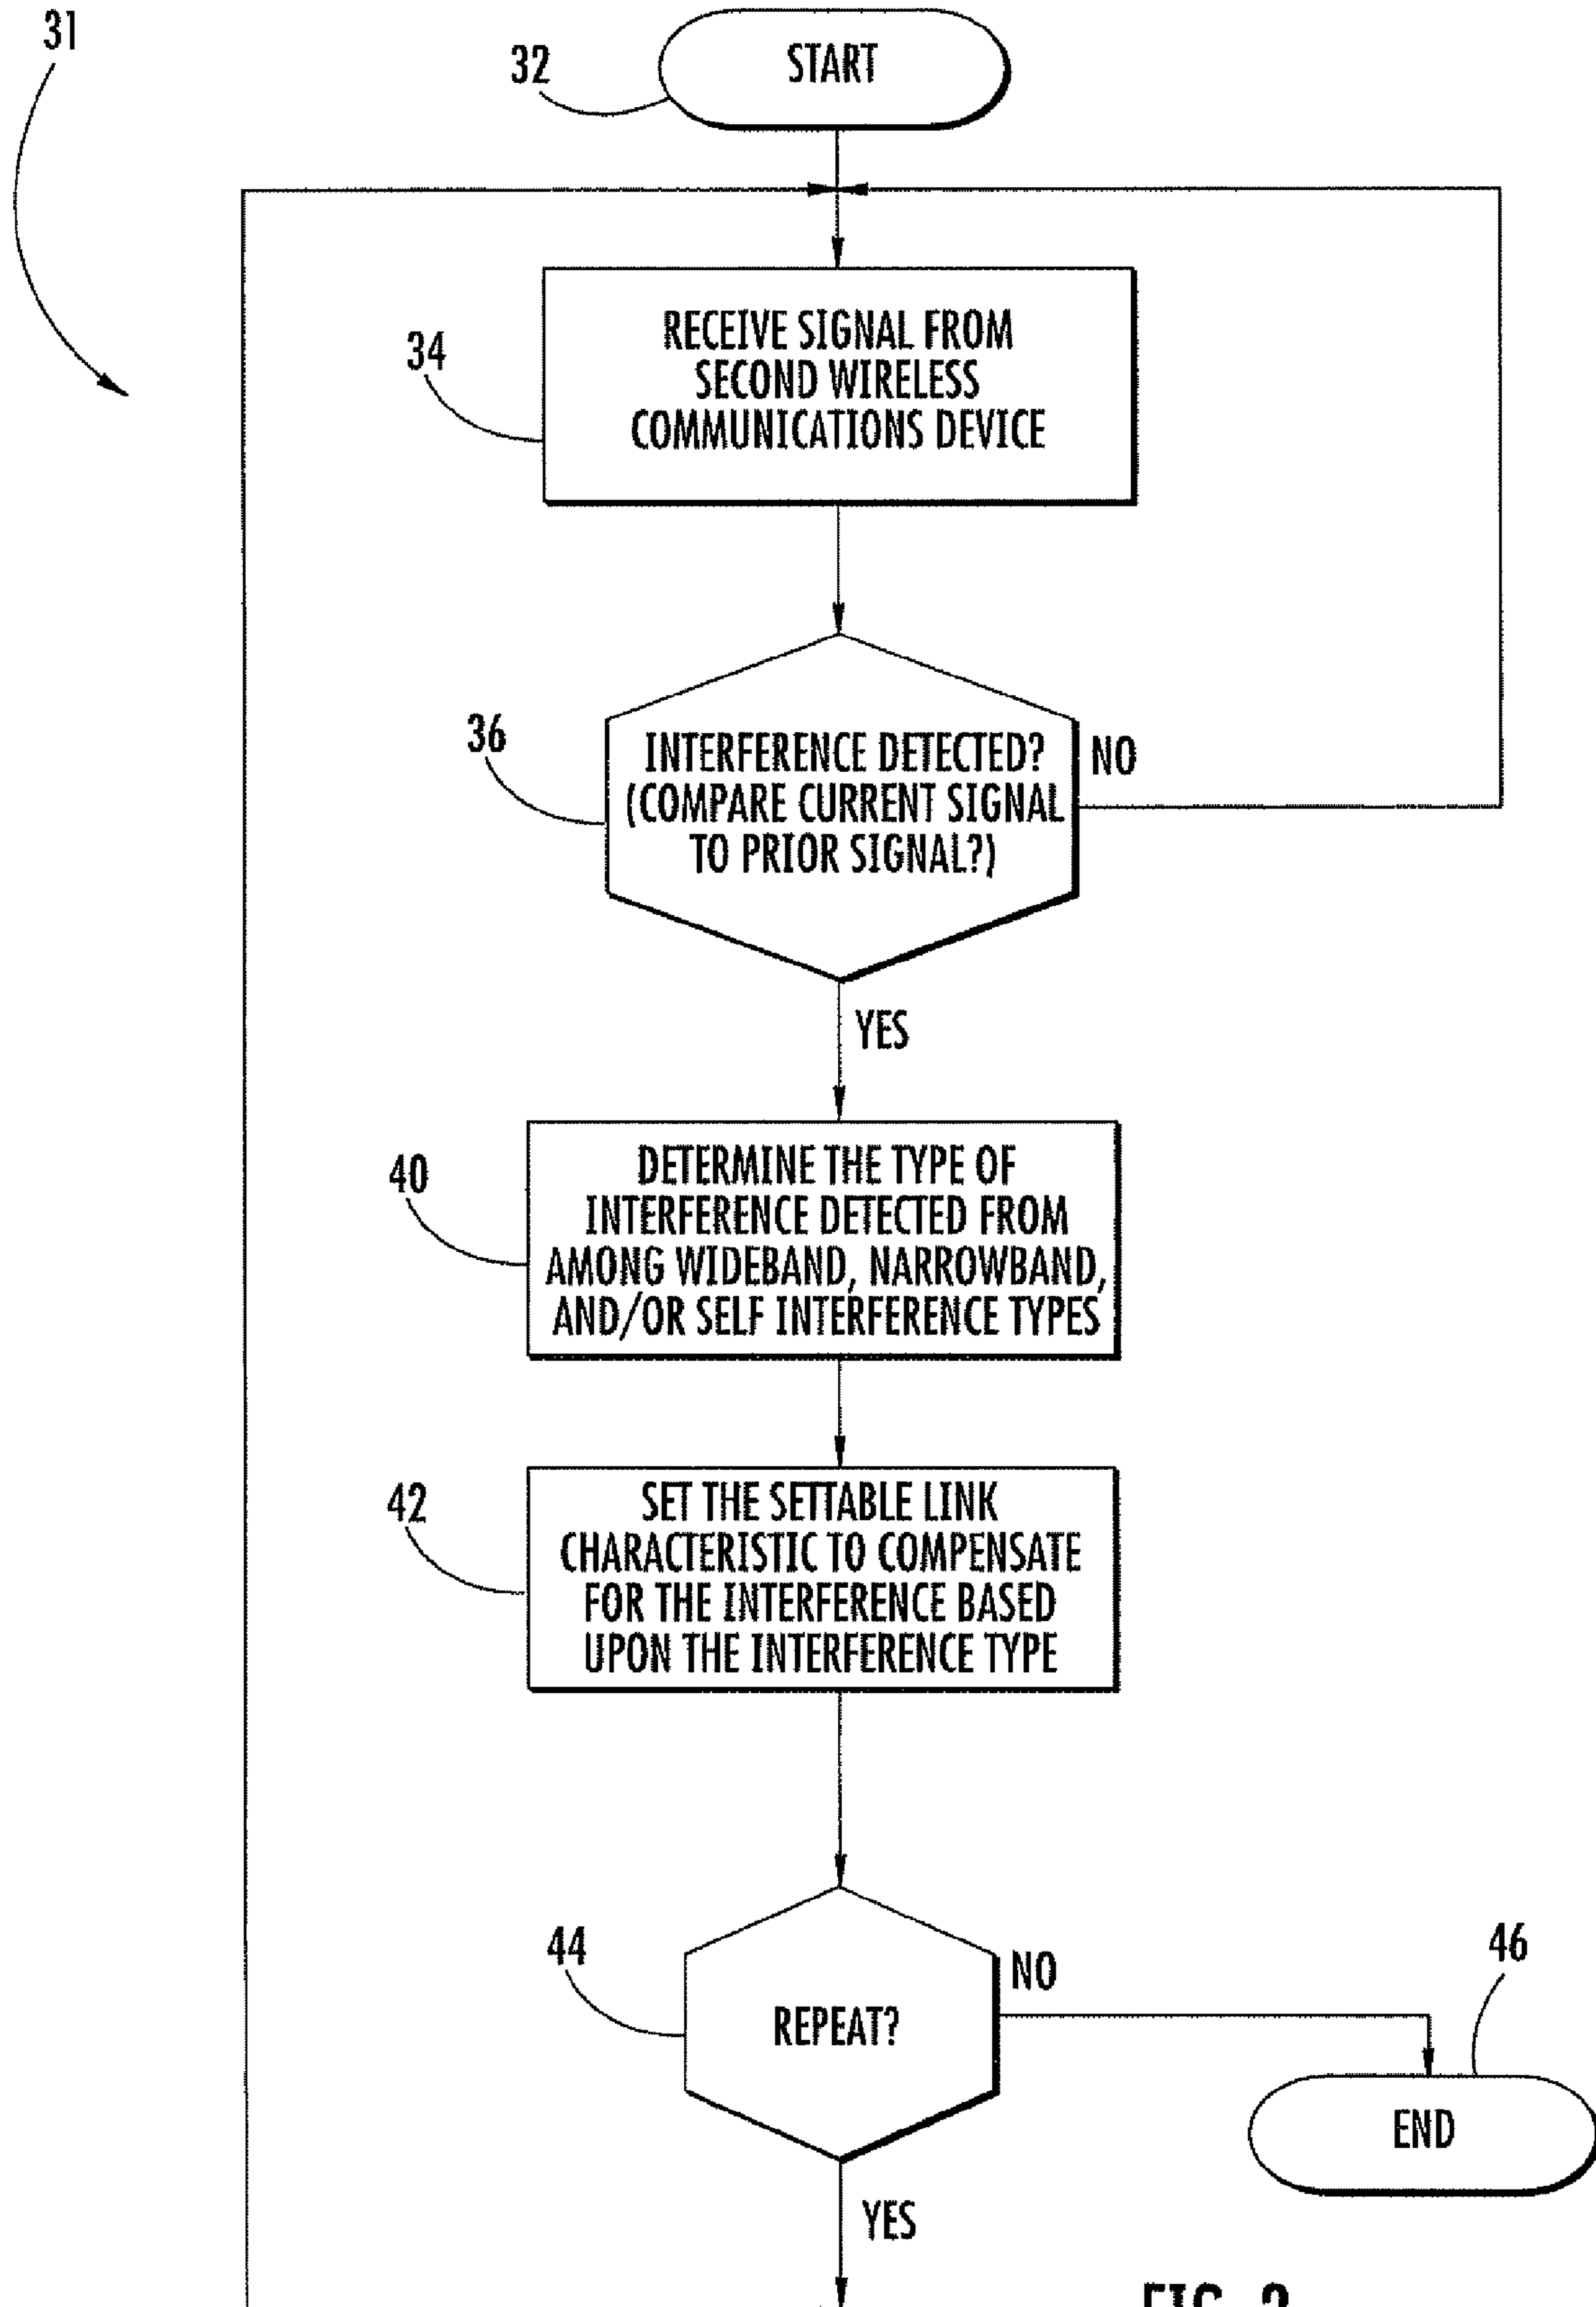 31
32
START
34
RECEIVE SIGNAL FROM
SECOND WIRELESS
COMMUNICATIONS DEVICE
36
INTERFERENCE DETECTED?
(COMPARE CURRENT SIGNAL
TO PRIOR SIGNAL?)
NO
YES
40
DETERMINE THE TYPE OF
INTERFERENCE DETECTED FROM
AMONG WIDEBAND, NARROWBAND,
AND/OR SELF INTERFERENCE TYPES
42
SET THE SETTABLE LINK
CHARACTERISTIC TO COMPENSATE
FOR THE INTERFERENCE BASED
UPON THE INTERFERENCE TYPE
44
REPEAT?
NO
46
END
YES